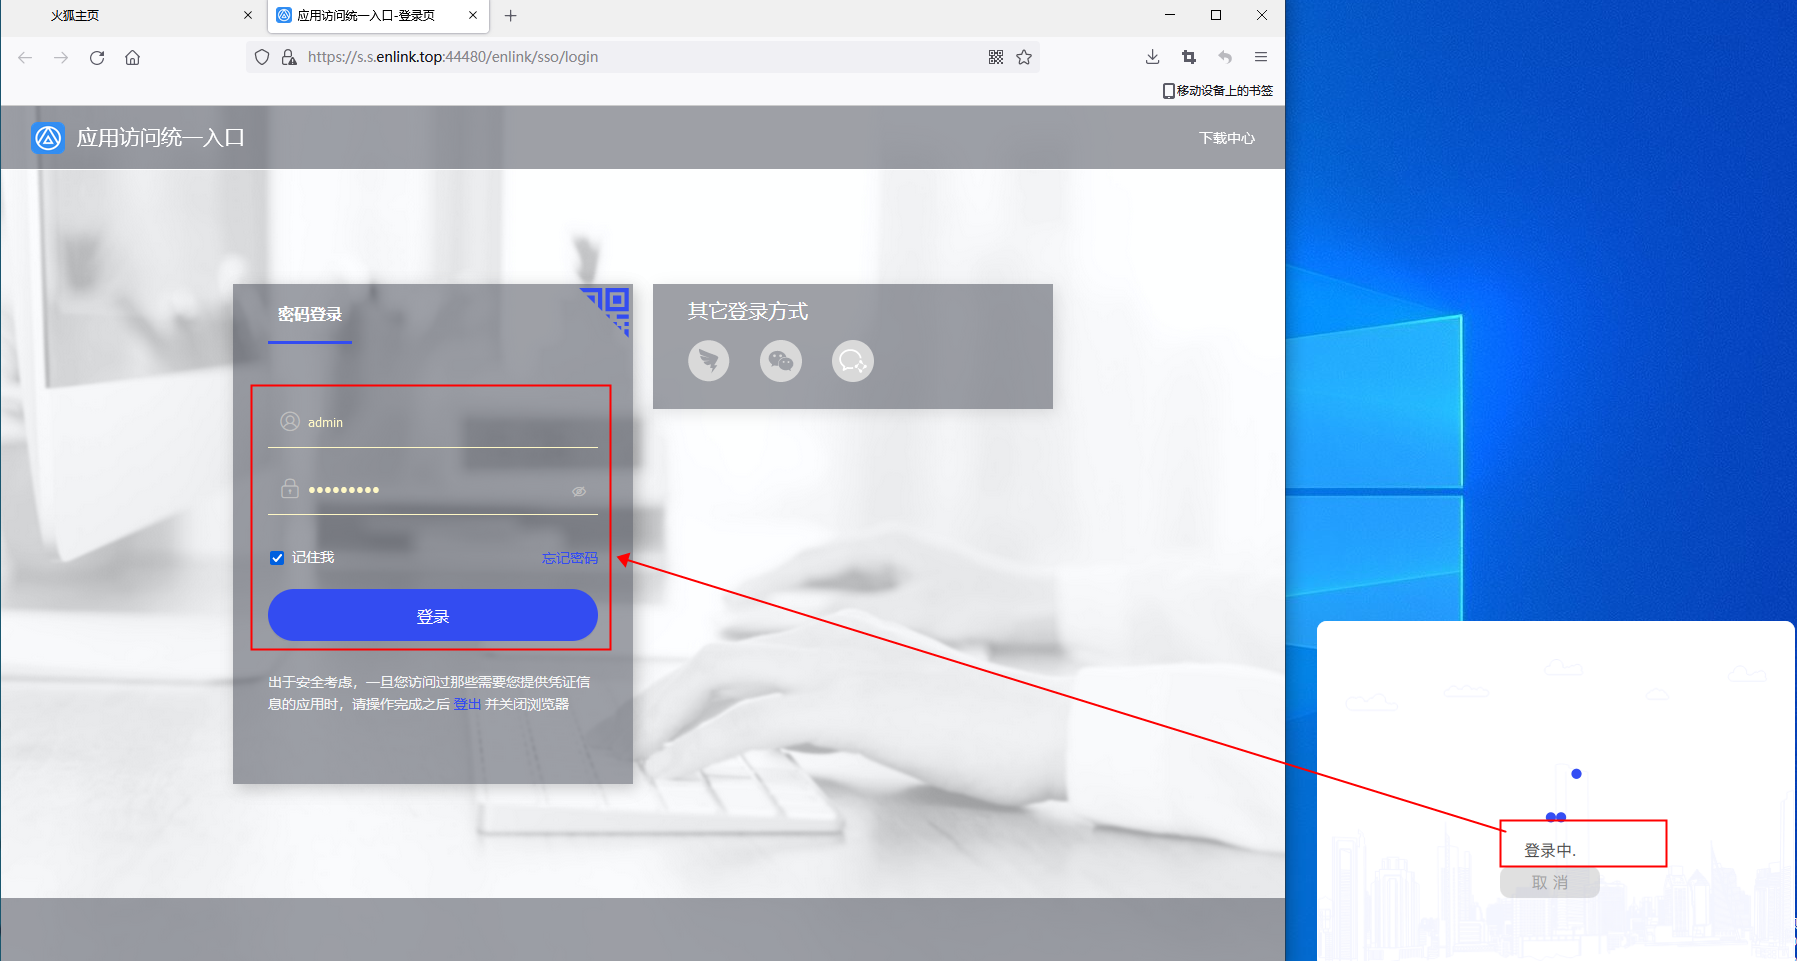 火狐主页
应用访问统一入口-登录页
https://s.s.enlink.top:44480/enlink/sso/login
移动设备上的书签
应用访问统一入口
下载中心
密码登录
其它登录方式
admin
•••••••••
记住我
忘记密码
登录
出于安全考虑，一旦您访问过那些需要您提供凭证信
息的应用时，请操作完成之后 登出 并关闭浏览器
登录中.
取 消